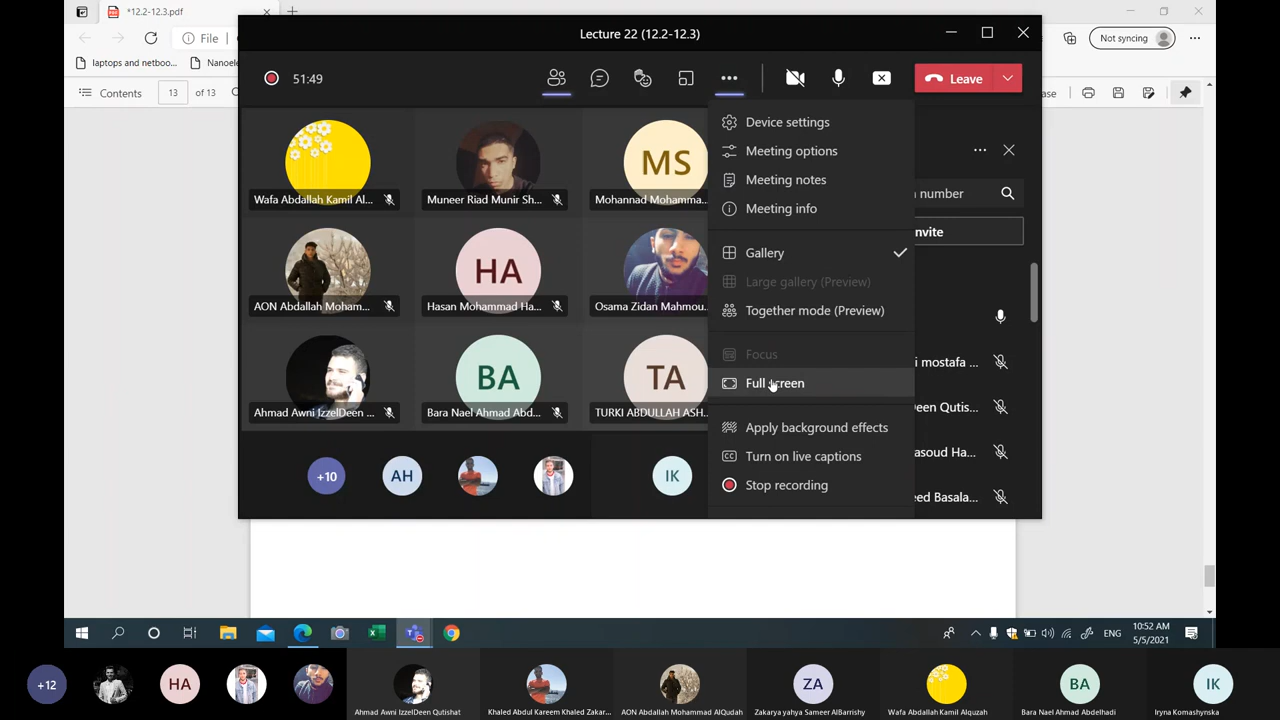 *12.2-12.3.pdf
File
laptops and netboo...
Nanoele
Not syncing
Contents
13
of 13
ase
Lecture 22 (12.2-12.3)
51:49
Leave
Device settings
Meeting options
Meeting notes
Meeting info
Gallery
Large gallery (Preview)
Together mode (Preview)
Focus
Full screen
Apply background effects
Turn on live captions
Stop recording
number
nvite
i mostafa ...
Deen Qutis...
asoud Ha...
eed Basala...
Wafa Abdallah Kamil Al...
Muneer Riad Munir Sh...
MS
Mohannad Mohamma...
AON Abdallah Moham...
HA
Hasan Mohammad Ha...
Osama Zidan Mahmou...
Ahmad Awni IzzelDeen ...
BA
Bara Nael Ahmad Abd...
TA
TURKI ABDULLAH ASH...
+10
AH
IK
ENG
10:52 AM
5/5/2021
+12
HA
Ahmad Awni IzzelDeen Qutishat
Khaled Abdul Kareem Khaled Zakar...
AON Abdallah Mohammad AlQudah
ZA
Zakarya yahya Sameer AlBarrishy
Wafa Abdallah Kamil Alquzah
BA
Bara Nael Ahmad Abdelhadi
IK
Iryna Komashynska